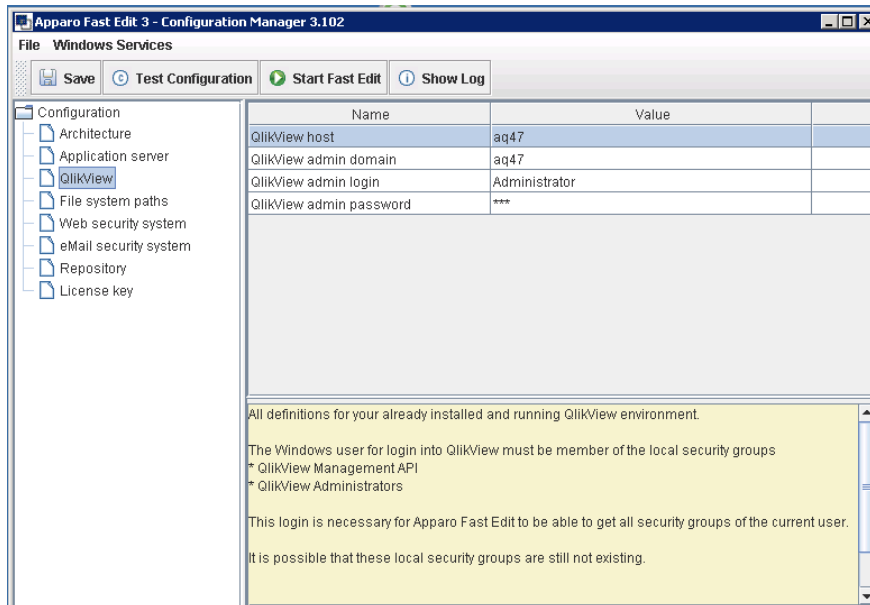 Apparo Fast Edit 3 - Configuration Manager 3.102
File Windows Services
Save Test Configuration Start Fast Edit Show Log
Configuration
Architecture
Application server
QlikView
File system paths
Web security system
eMail security system
Repository
License key
Name Value
QlikView host aq47
QlikView admin domain aq47
QlikView admin login Administrator
QlikView admin password ***
All definitions for your already installed and running QlikView environment.
The Windows user for login into QlikView must be member of the local security groups
* QlikView Management API
* QlikView Administrators
This login is necessary for Apparo Fast Edit to be able to get all security groups of the current user.
It is possible that these local security groups are still not existing.